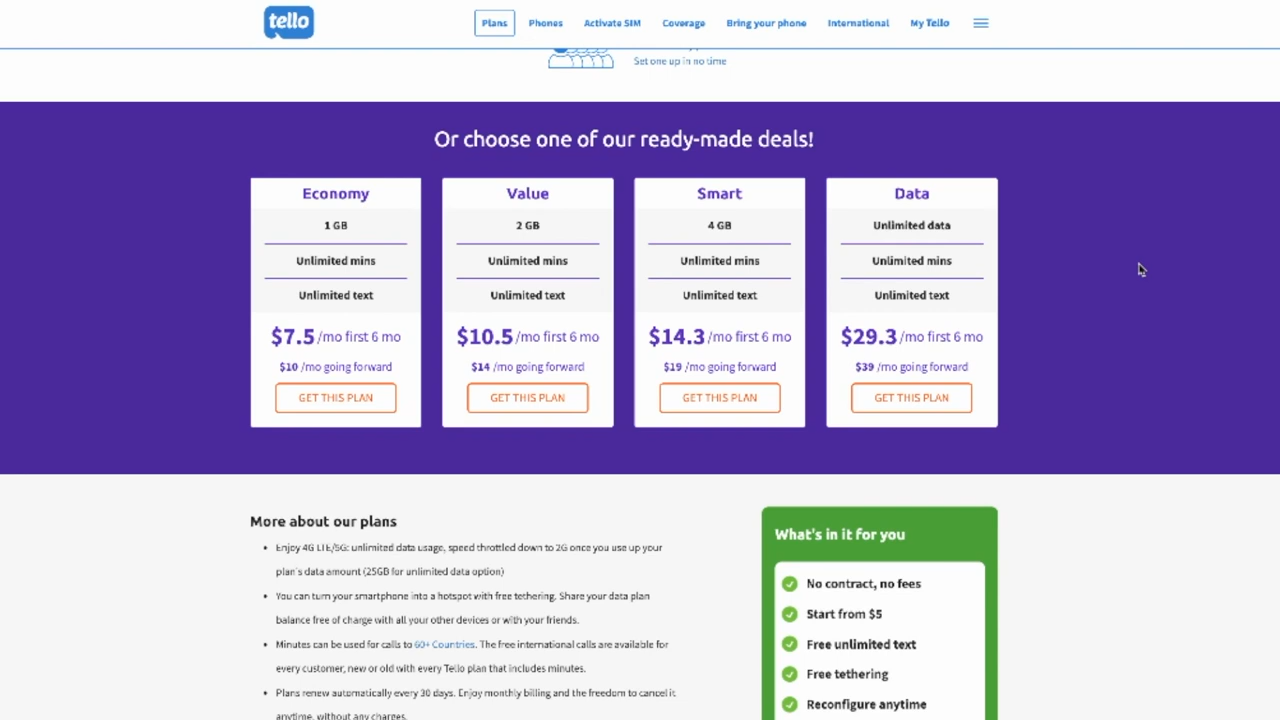 tello
Plans Phones Activate SIM Coverage Bring your phone International My Tello
Set one up in no time
Or choose one of our ready-made deals!
Economy
1 GB
Unlimited mins
Unlimited text
$7.5 /mo first 6 mo
$10 /mo going forward
GET THIS PLAN
Value
2 GB
Unlimited mins
Unlimited text
$10.5 /mo first 6 mo
$14 /mo going forward
GET THIS PLAN
Smart
4 GB
Unlimited mins
Unlimited text
$14.3 /mo first 6 mo
$19 /mo going forward
GET THIS PLAN
Data
Unlimited data
Unlimited mins
Unlimited text
$29.3 /mo first 6 mo
$39 /mo going forward
GET THIS PLAN
More about our plans
Enjoy 4G LTE/5G: unlimited data usage, speed throttled down to 2G once you use up your
plan's data amount (25GB for unlimited data option)
You can turn your smartphone into a hotspot with free tethering. Share your data plan
balance free of charge with all your other devices or with your friends.
Minutes can be used for calls to 60+ Countries. The free international calls are available for
every customer, new or old with every Tello plan that includes minutes.
Plans renew automatically every 30 days. Enjoy monthly billing and the freedom to cancel it
anytime, without any charges.
What's in it for you
No contract, no fees
Start from $5
Free unlimited text
Free tethering
Reconfigure anytime